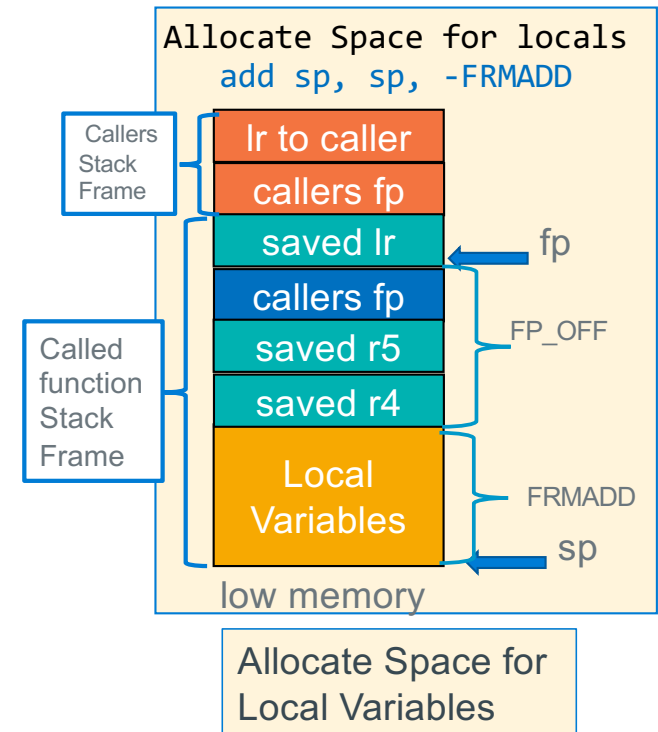 Allocate Space for locals
add sp, sp, -FRMADD
Callers
Stack
Frame
lr to caller
callers fp
saved lr
fp
callers fp
saved r5
saved r4
FP_OFF
Called
function
Stack
Frame
Local
Variables
FRMADD
sp
low memory
Allocate Space for
Local Variables